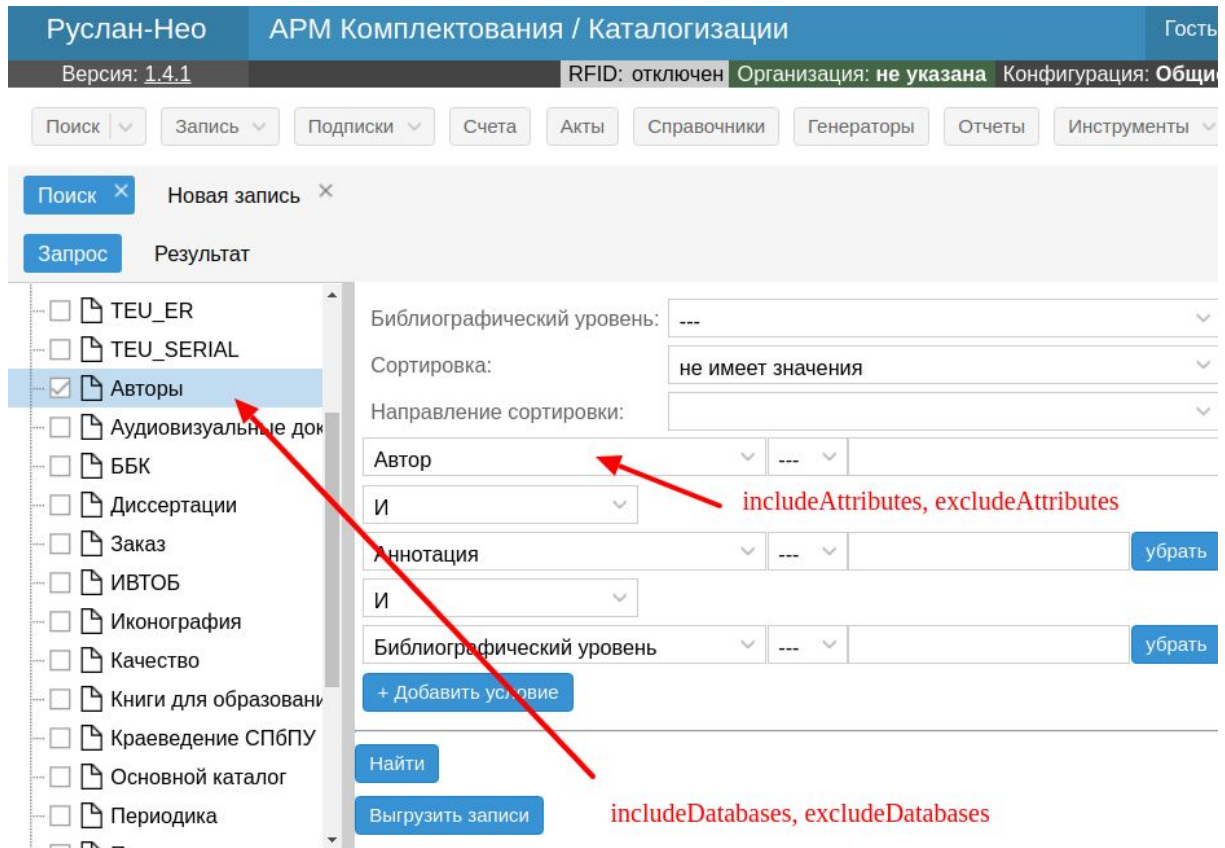 Руслан-Нео АРМ Комплектования / Каталогизации Гость
Версия: 1.4.1 RFID: отключен Организация: не указана Конфигурация: Общие
Поиск Запись Подписки Счета Акты Справочники Генераторы Отчеты Инструменты
Поиск Новая запись
Запрос Результат
TEU_ER
TEU_SERIAL
Авторы
Аудиовизуальные док
ББК
Диссертации
Заказ
ИВТОБ
Иконография
Качество
Книги для образовани
Краеведение СПбПУ
Основной каталог
Периодика
Библиографический уровень: ---
Сортировка: не имеет значения
Направление сортировки:
Автор ---
includeAttributes, excludeAttributes
И
Аннотация --- убрать
И
Библиографический уровень --- убрать
+ Добавить условие
Найти
Выгрузить записи
includeDatabases, excludeDatabases